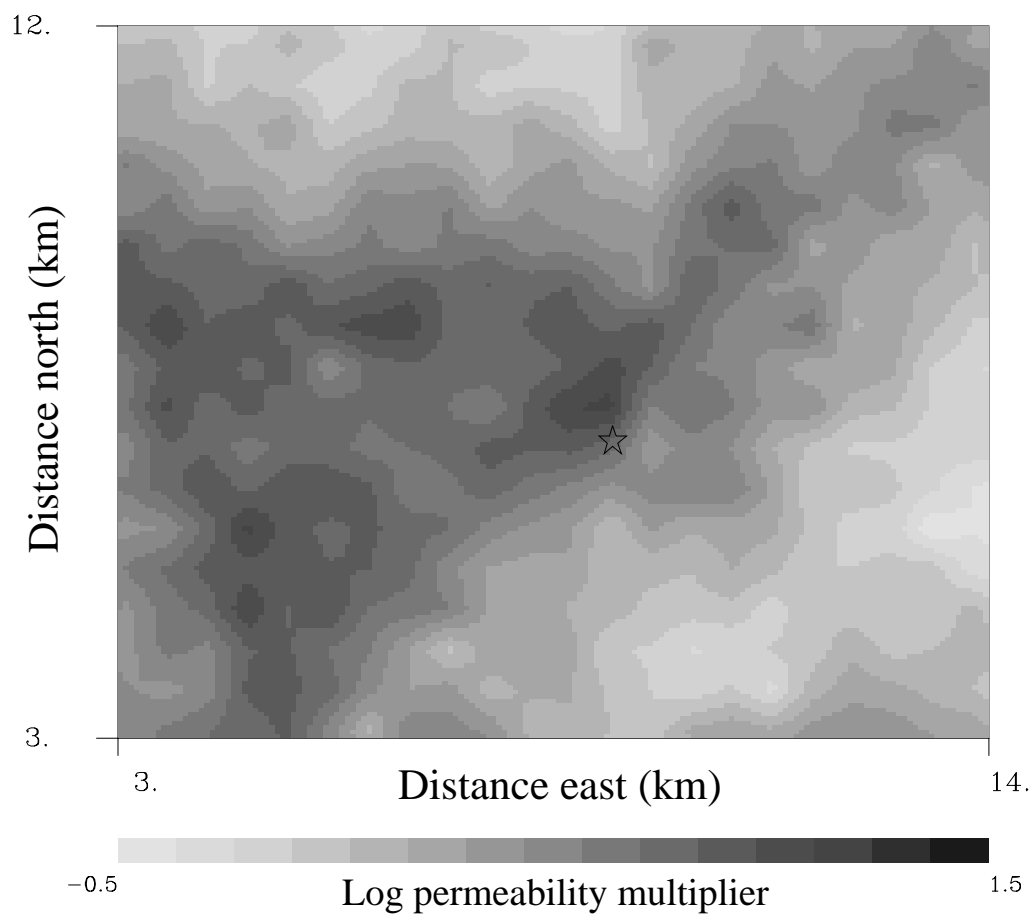 12.
Distance north (km)
3.
3.
Distance east (km)
14.
-0.5
Log permeability multiplier
1.5